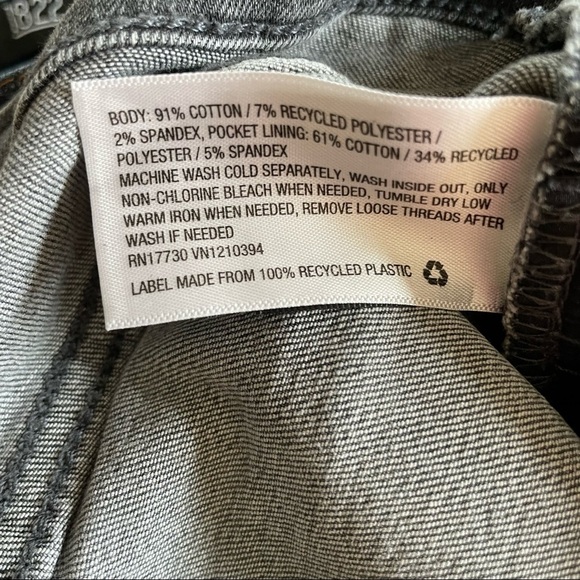 B22
BODY: 91% COTTON / 7% RECYCLED POLYESTER /
2% SPANDEX, POCKET LINING: 61% COTTON / 34% RECYCLED
POLYESTER / 5% SPANDEX
MACHINE WASH COLD SEPARATELY, WASH INSIDE OUT, ONLY
NON-CHLORINE BLEACH WHEN NEEDED, TUMBLE DRY LOW
WARM IRON WHEN NEEDED, REMOVE LOOSE THREADS AFTER
WASH IF NEEDED
RN17730 VN1210394
LABEL MADE FROM 100% RECYCLED PLASTIC